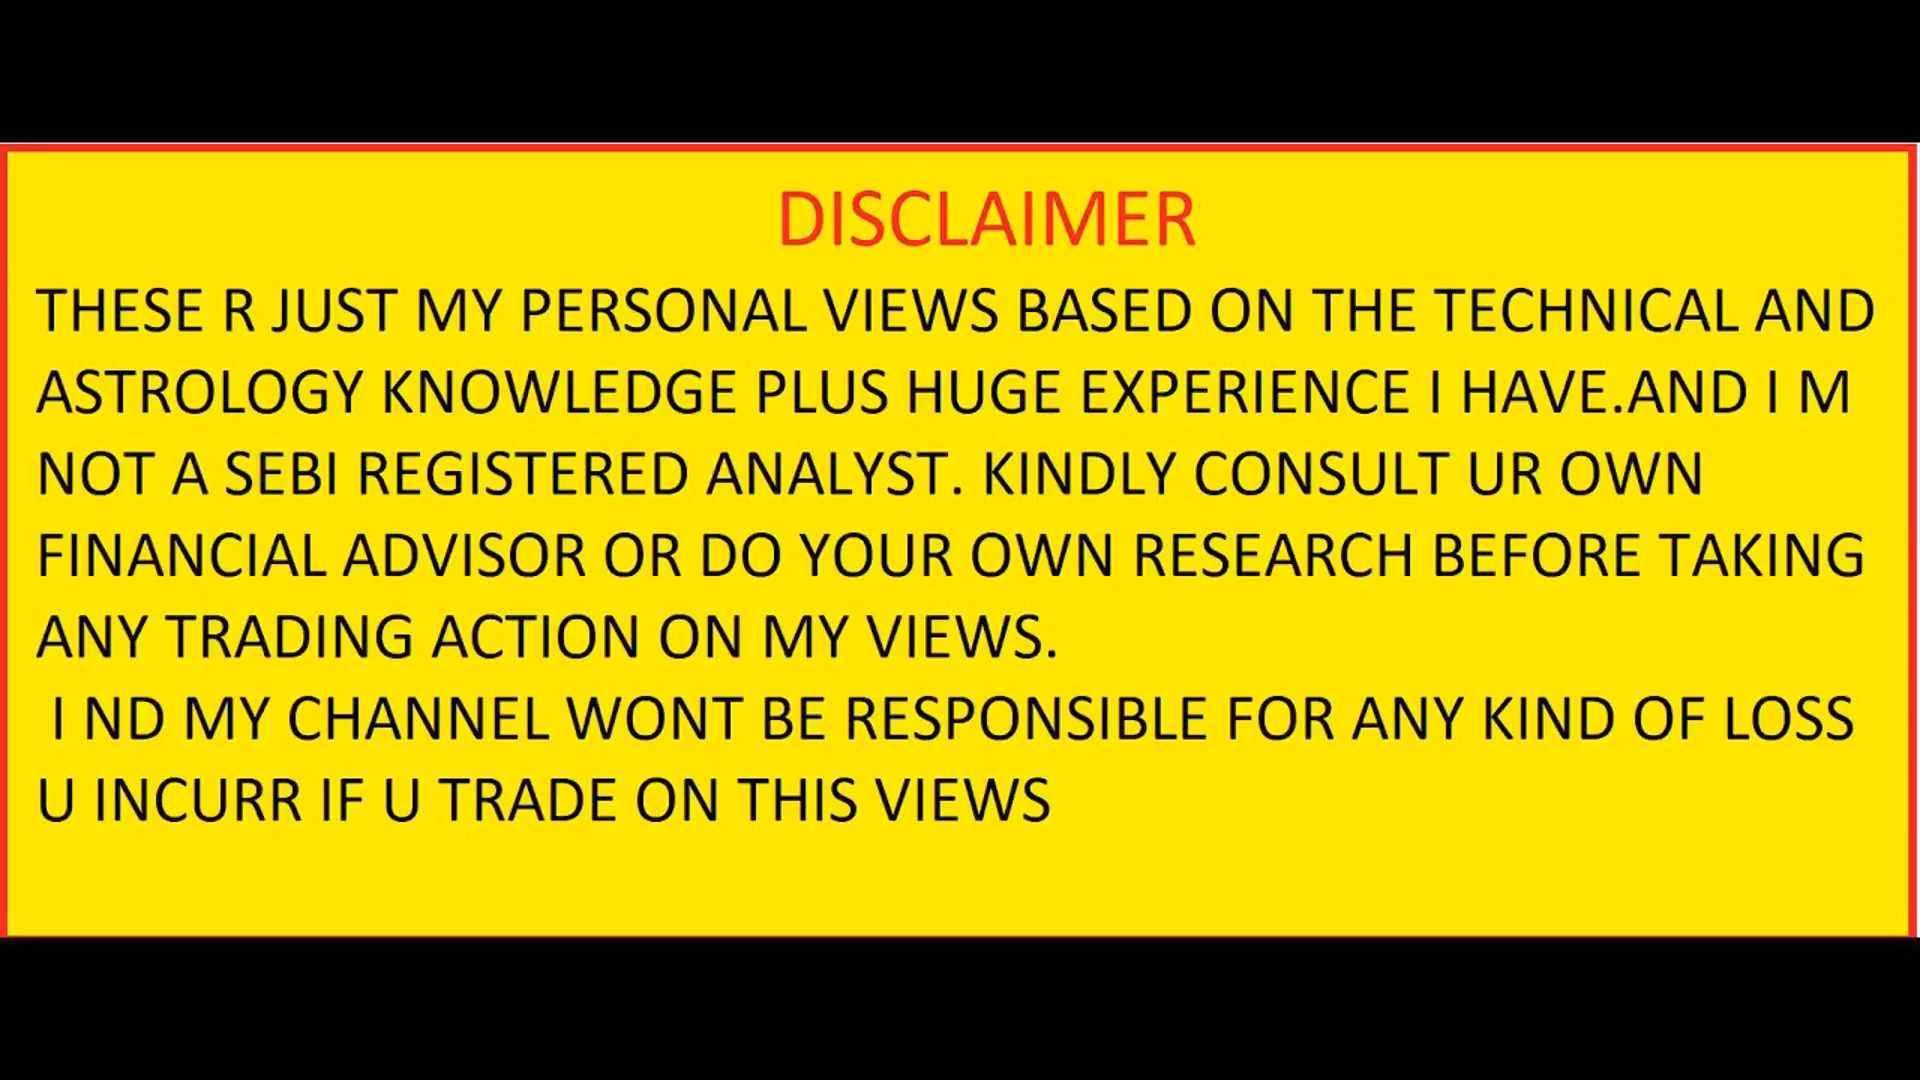 DISCLAIMER
THESE R JUST MY PERSONAL VIEWS BASED ON THE TECHNICAL AND
ASTROLOGY KNOWLEDGE PLUS HUGE EXPERIENCE I HAVE.AND I M
NOT A SEBI REGISTERED ANALYST. KINDLY CONSULT UR OWN
FINANCIAL ADVISOR OR DO YOUR OWN RESEARCH BEFORE TAKING
ANY TRADING ACTION ON MY VIEWS.
I ND MY CHANNEL WONT BE RESPONSIBLE FOR ANY KIND OF LOSS
U INCURR IF U TRADE ON THIS VIEWS